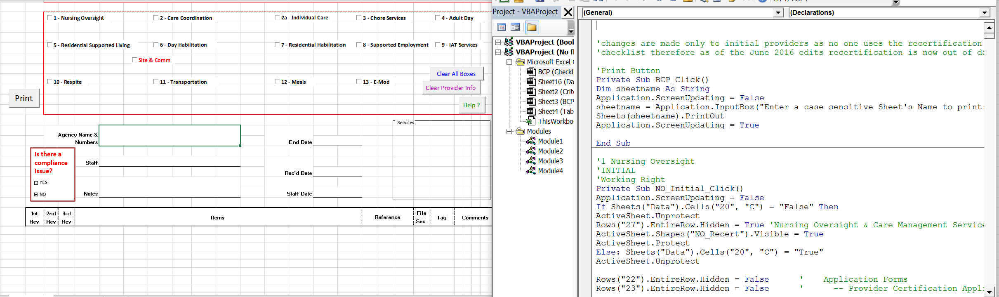 1 - Nursing Oversight
2 - Care Coordination
2a - Individual Care
3 - Chore Services
4 - Adult Day
5 - Residential Supported Living
6 - Day Habilitation
7 - Residential Habilitation
8 - Supported Employment
9 - IAT Services
Site & Comm
10 - Respite
11 - Transportation
12 - Meals
13 - E-Mod
Clear All Boxes
Clear Provider Info
Print
Help ?
Services
Agency Name &
Numbers
End Date
Is there a
compliance
Issue?
YES
NO
Staff
Rec'd Date
Notes
Staff Date
1st
Rev
2nd
Rev
3rd
Rev
Items
Reference
File
Sec.
Tag
Comments
Project - VBAProject
VBAProject (Bool
VBAProject (No f
Microsoft Excel
BCP (Checkl
Sheet16 (Da
Sheet2 (Crit
Sheet3 (BCP
Sheet4 (Tab
ThisWorkbo
Modules
Module1
Module2
Module3
Module4
(General)
(Declarations)
'changes are made only to initial providers as no one uses the recertification
'checklist therefore as of the June 2016 edits recertification is now out of da
'Print Button
Private Sub BCP_Click()
Dim sheetname As String
Application.ScreenUpdating = False
sheetname = Application.InputBox("Enter a case sensitive Sheet's Name to print:
Sheets(sheetname).PrintOut
Application.ScreenUpdating = True
End Sub
'1 Nursing Oversight
'INITIAL
'Working Right
Private Sub NO_Initial_Click()
Application.ScreenUpdating = False
If Sheets("Data").Cells("20", "C") = "False" Then
ActiveSheet.Unprotect
Rows("27").EntireRow.Hidden = True 'Nursing Oversight & Care Management Service
ActiveSheet.Shapes("NO_Recert").Visible = True
ActiveSheet.Protect
Else: Sheets("Data").Cells("20", "C") = "True"
ActiveSheet.Unprotect
Rows("22").EntireRow.Hidden = False ' Application Forms
Rows("23").EntireRow.Hidden = False ' -- Provider Certification Appl